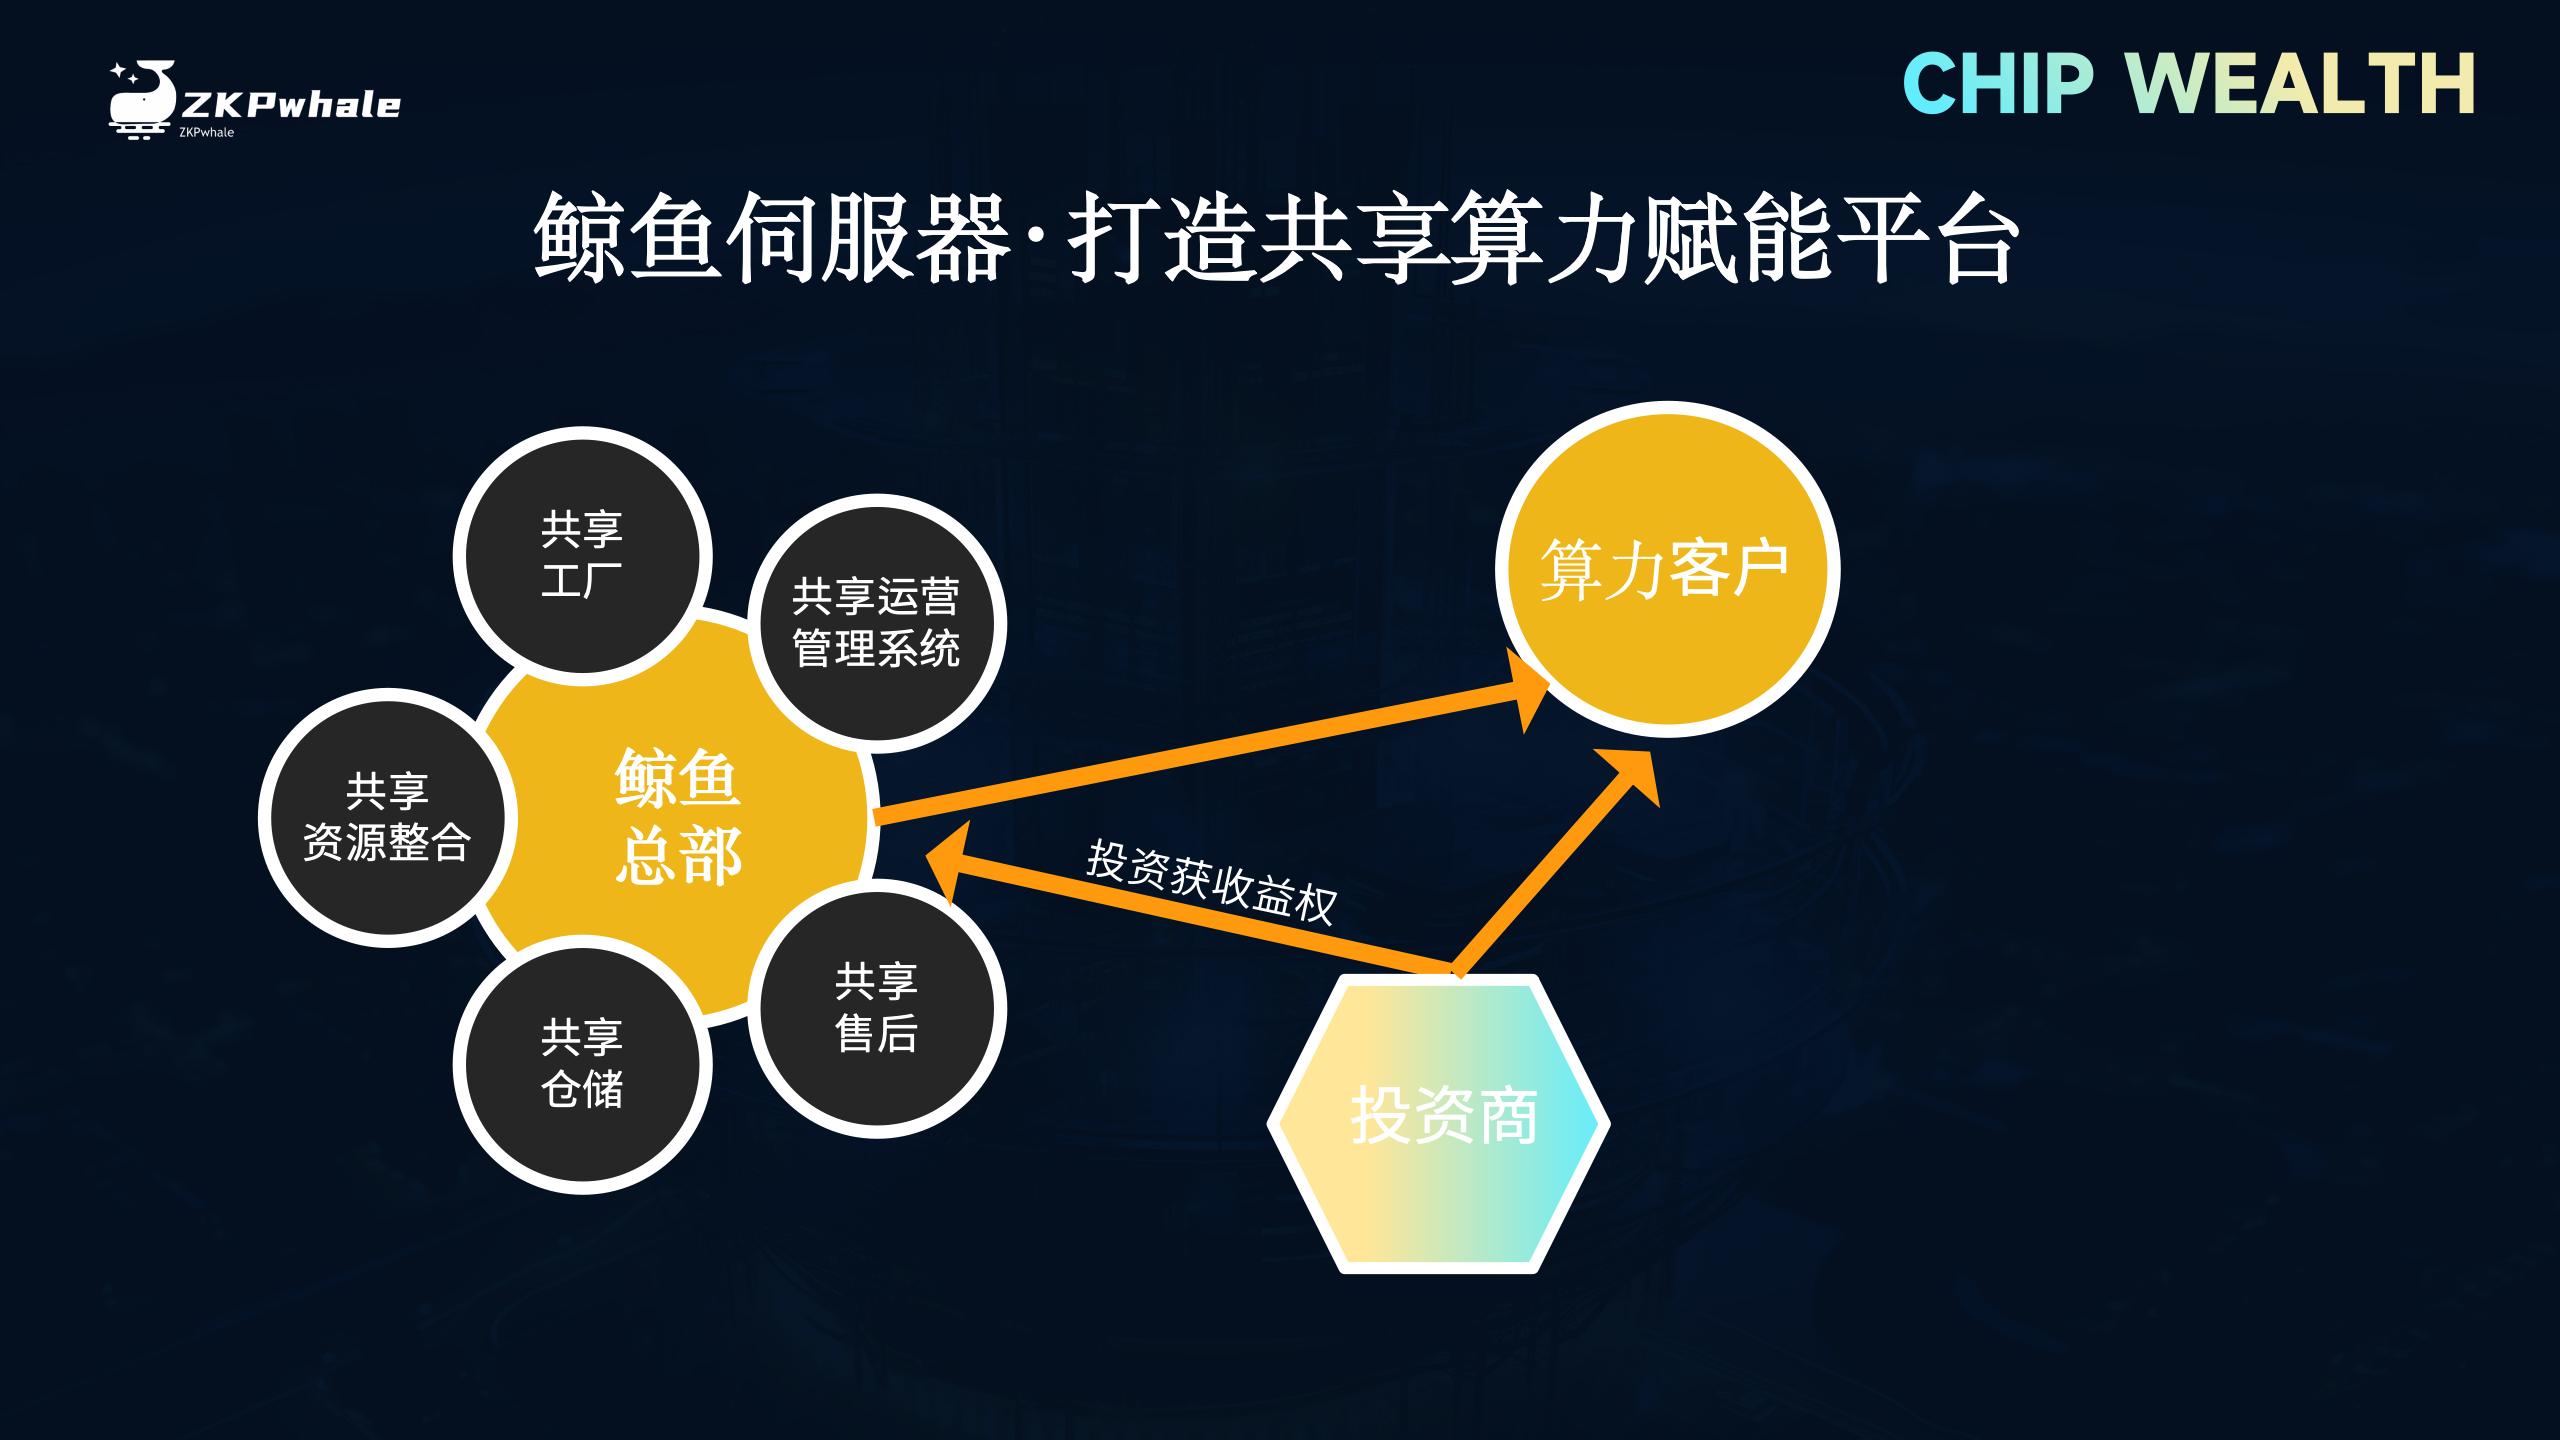 ZKPwhale
ZKPwhale
CHIP WEALTH
鲸鱼伺服器·打造共享算力赋能平台
共享
工厂
共享运营
管理系统
共享
资源整合
鲸鱼
总部
共享
仓储
共享
售后
算力客户
投资获收益权
投资商